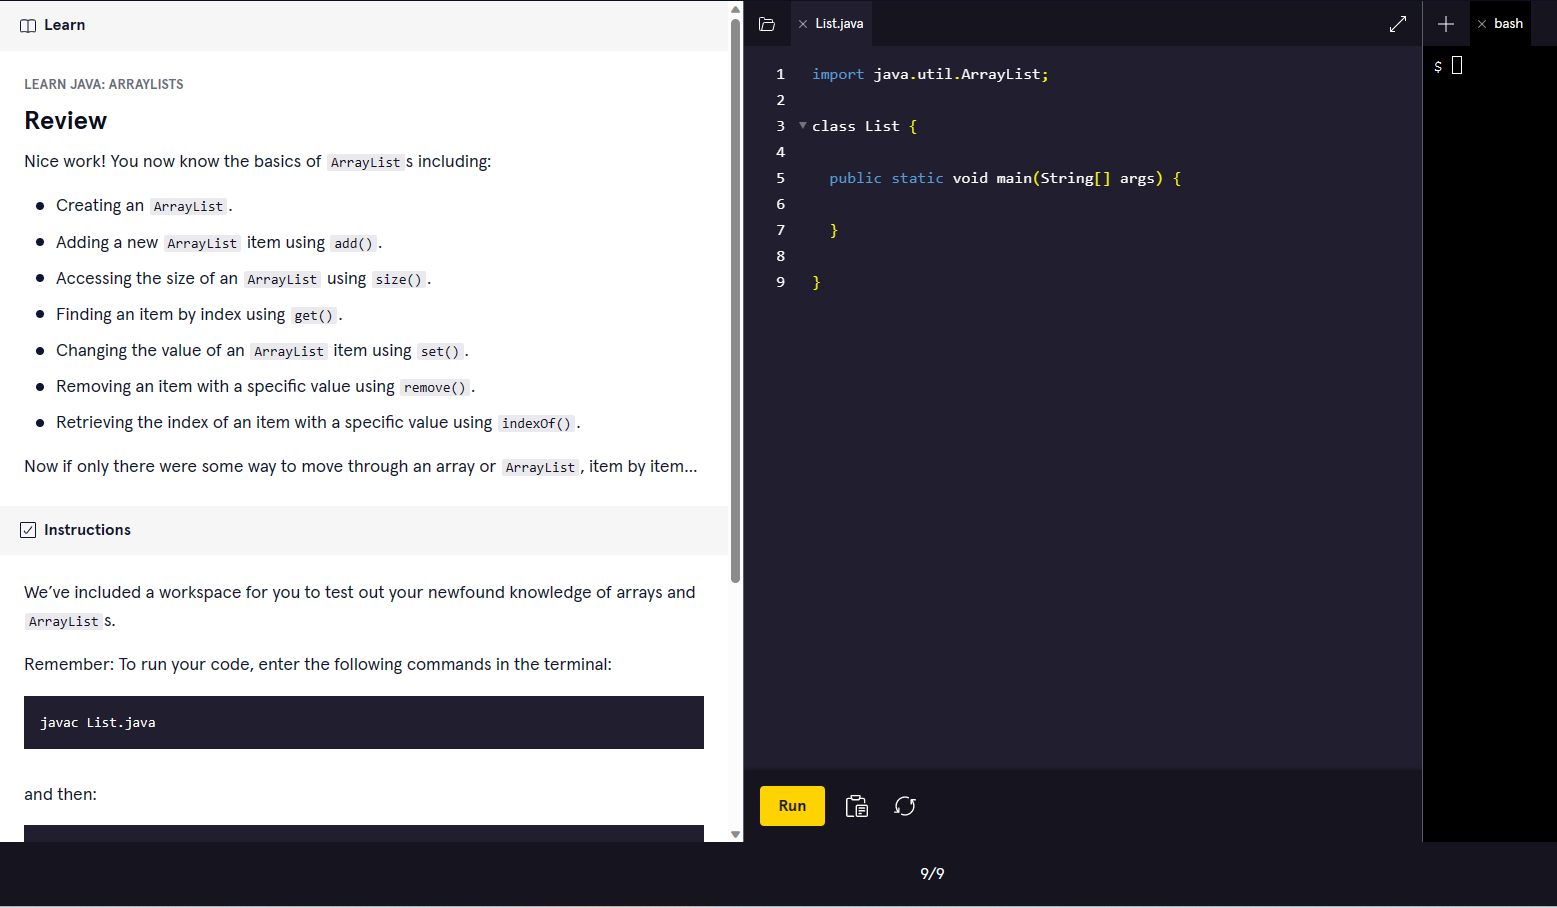 Learn
LEARN JAVA: ARRAYLISTS
Review
Nice work! You now know the basics of ArrayLists including:
Creating an ArrayList.
Adding a new ArrayList item using add().
Accessing the size of an ArrayList using size().
Finding an item by index using get().
Changing the value of an ArrayList item using set().
Removing an item with a specific value using remove().
Retrieving the index of an item with a specific value using indexOf().
Now if only there were some way to move through an array or ArrayList, item by item...
Instructions
We’ve included a workspace for you to test out your newfound knowledge of arrays and
ArrayLists.
Remember: To run your code, enter the following commands in the terminal:
javac List.java
and then:
List.java
1 import java.util.ArrayList;
2
3 class List {
4
5 public static void main(String[] args) {
6
7 }
8
9 }
Run
bash
$
9/9